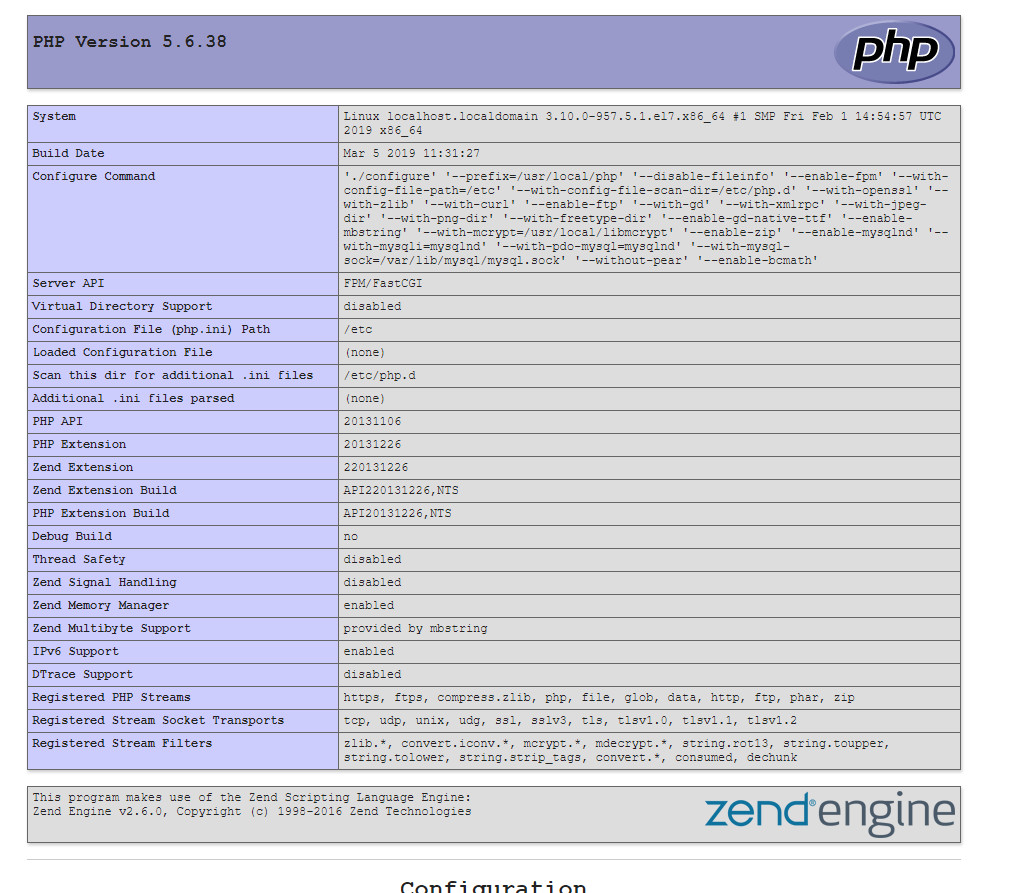 PHP Version 5.6.38
php
System
Linux localhost.localdomain 3.10.0-957.5.1.el7.x86_64 #1 SMP Fri Feb 1 14:54:57 UTC
2019 x86_64
Build Date
Mar 5 2019 11:31:27
Configure Command
'./configure' '--prefix=/usr/local/php' '--disable-fileinfo' '--enable-fpm' '--with-
config-file-path=/etc' '--with-config-file-scan-dir=/etc/php.d' '--with-openssl' '--
with-zlib' '--with-curl' '--enable-ftp' '--with-gd' '--with-xmlrpc' '--with-jpeg-
dir' '--with-png-dir' '--with-freetype-dir' '--enable-gd-native-ttf' '--enable-
mbstring' '--with-mcrypt=/usr/local/libmcrypt' '--enable-zip' '--enable-mysqlnd' '--
with-mysqli=mysqlnd' '--with-pdo-mysql=mysqlnd' '--with-mysql-
sock=/var/lib/mysql/mysql.sock' '--without-pear' '--enable-bcmath'
Server API
FPM/FastCGI
Virtual Directory Support
disabled
Configuration File (php.ini) Path
/etc
Loaded Configuration File
(none)
Scan this dir for additional .ini files
/etc/php.d
Additional .ini files parsed
(none)
PHP API
20131106
PHP Extension
20131226
Zend Extension
220131226
Zend Extension Build
API220131226,NTS
PHP Extension Build
API20131226,NTS
Debug Build
no
Thread Safety
disabled
Zend Signal Handling
disabled
Zend Memory Manager
enabled
Zend Multibyte Support
provided by mbstring
IPv6 Support
enabled
DTrace Support
disabled
Registered PHP Streams
https, ftps, compress.zlib, php, file, glob, data, http, ftp, phar, zip
Registered Stream Socket Transports
tcp, udp, unix, udg, ssl, sslv3, tls, tlsv1.0, tlsv1.1, tlsv1.2
Registered Stream Filters
zlib.*, convert.iconv.*, mcrypt.*, mdecrypt.*, string.rot13, string.toupper,
string.tolower, string.strip_tags, convert.*, consumed, dechunk
This program makes use of the Zend Scripting Language Engine:
Zend Engine v2.6.0, Copyright (c) 1998-2016 Zend Technologies
zend®engine
Configuration